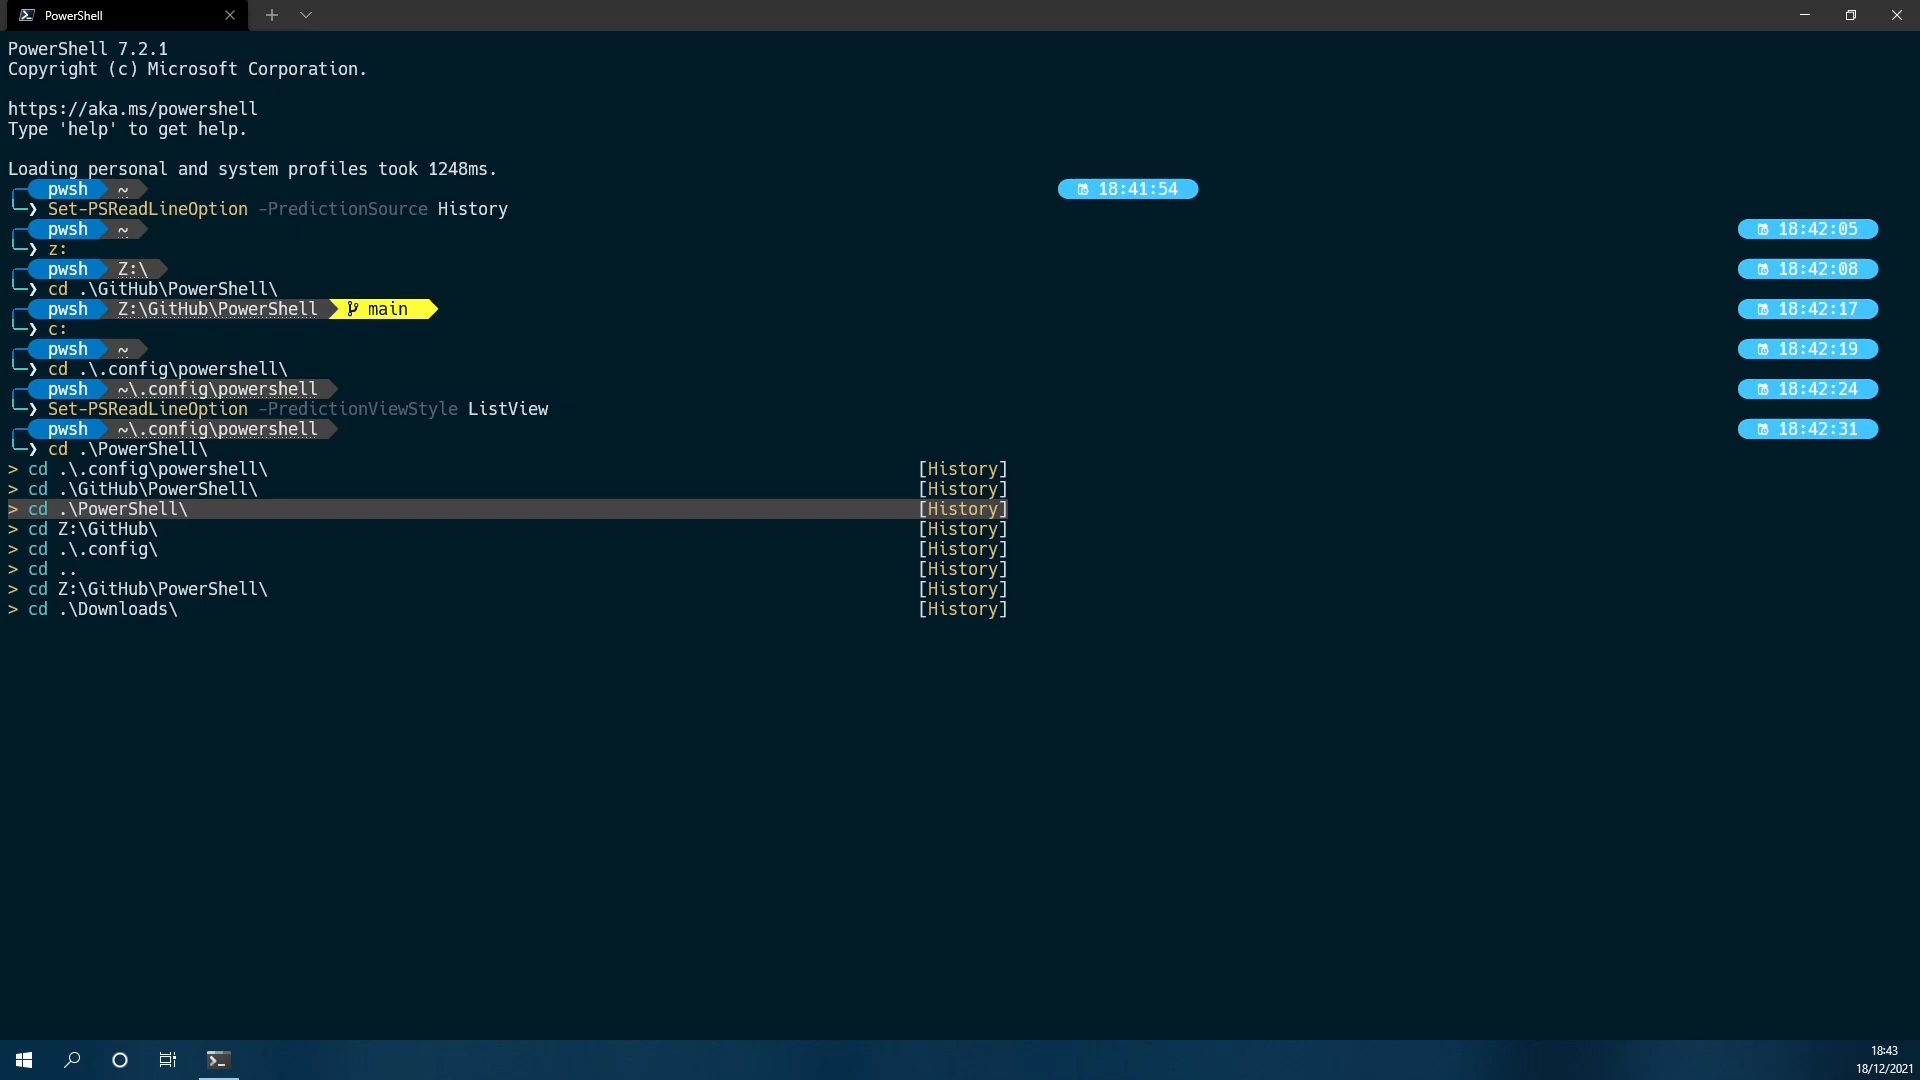 PowerShell
PowerShell 7.2.1
Copyright (c) Microsoft Corporation.
https://aka.ms/powershell
Type 'help' to get help.
Loading personal and system profiles took 1248ms.
pwsh ~ 18:41:54
❯ Set-PSReadLineOption -PredictionSource History
pwsh ~ 18:42:05
❯ z:
pwsh Z:\ 18:42:08
❯ cd .\GitHub\PowerShell\
pwsh Z:\GitHub\PowerShell main 18:42:17
❯ c:
pwsh ~ 18:42:19
❯ cd .\.config\powershell\
pwsh ~\.config\powershell 18:42:24
❯ Set-PSReadLineOption -PredictionViewStyle ListView
pwsh ~\.config\powershell 18:42:31
❯ cd .\PowerShell\
> cd .\.config\powershell\ [History]
> cd .\GitHub\PowerShell\ [History]
> cd .\PowerShell\ [History]
> cd Z:\GitHub\ [History]
> cd .\.config\ [History]
> cd .. [History]
> cd Z:\GitHub\PowerShell\ [History]
> cd .\Downloads\ [History]
18:43
18/12/2021